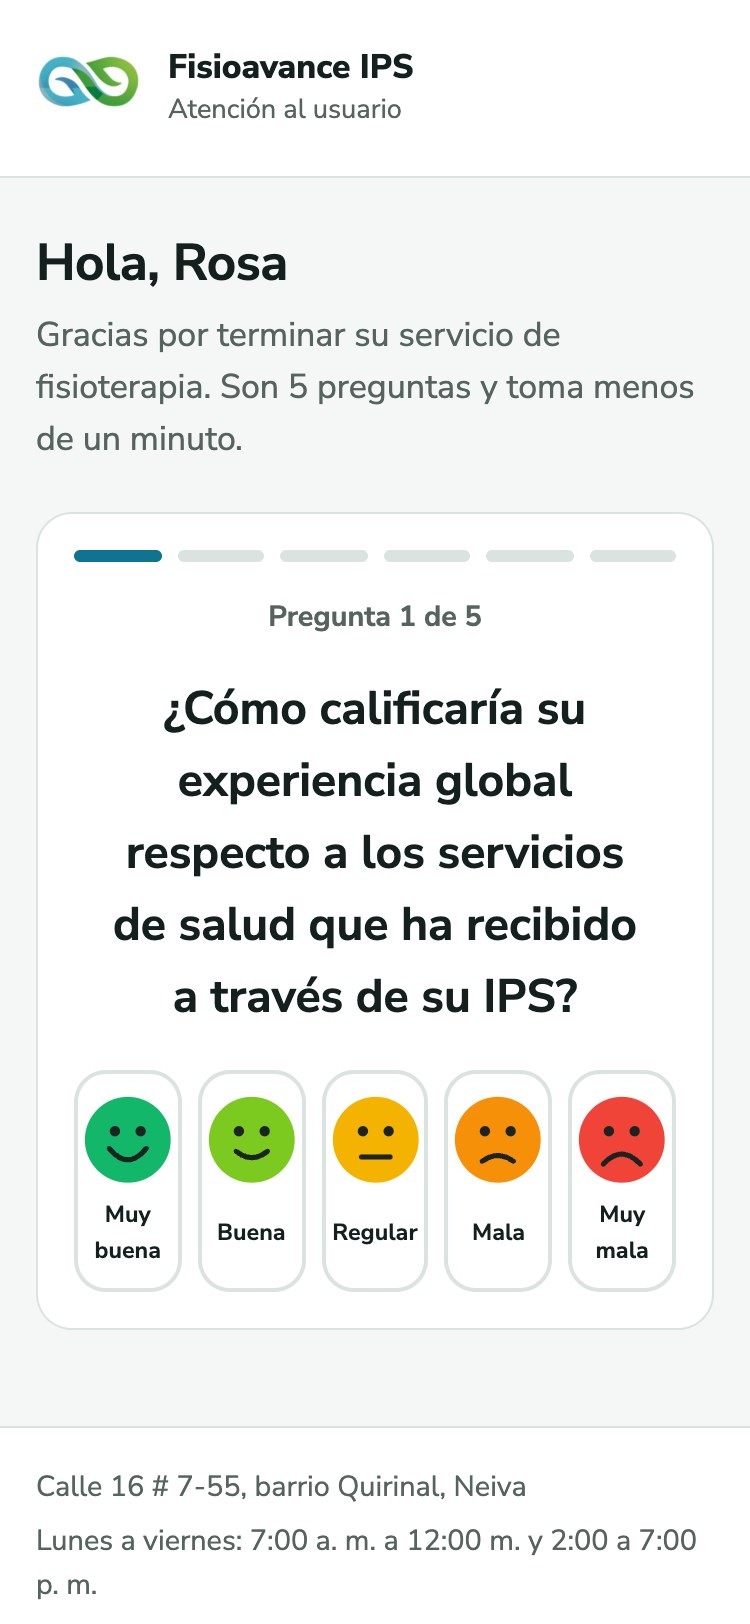 Fisioavance IPS
Atención al usuario
Hola, Rosa
Gracias por terminar su servicio de
fisioterapia. Son 5 preguntas y toma menos
de un minuto.
Pregunta 1 de 5
¿Cómo calificaría su
experiencia global
respecto a los servicios
de salud que ha recibido
a través de su IPS?
Muy
buena
Buena
Regular
Mala
Muy
mala
Calle 16 # 7-55, barrio Quirinal, Neiva
Lunes a viernes: 7:00 a. m. a 12:00 m. y 2:00 a 7:00
p. m.